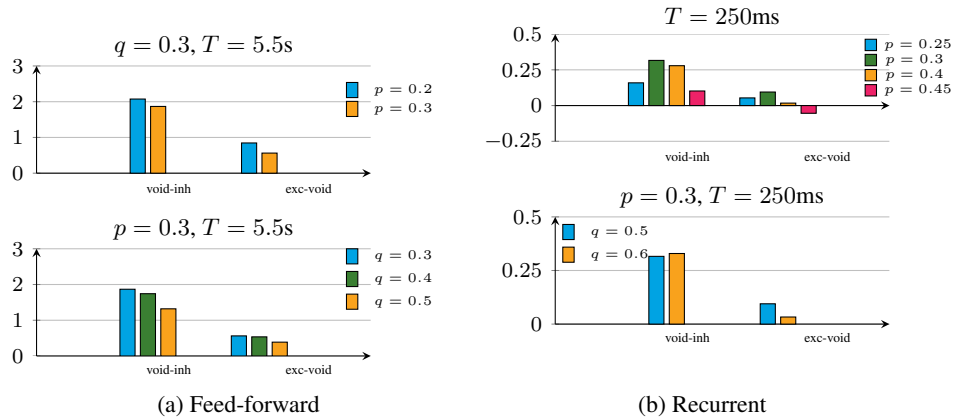 q = 0.3, T = 5.5s
3
2
1
0
p = 0.2
p = 0.3
void-inh
exc-void
p = 0.3, T = 5.5s
3
2
1
0
q = 0.3
q = 0.4
q = 0.5
void-inh
exc-void
(a) Feed-forward
T = 250ms
0.5
0.25
0
−0.25
p = 0.25
p = 0.3
p = 0.4
p = 0.45
void-inh
exc-void
p = 0.3, T = 250ms
0.5
0.25
0
q = 0.5
q = 0.6
void-inh
exc-void
(b) Recurrent